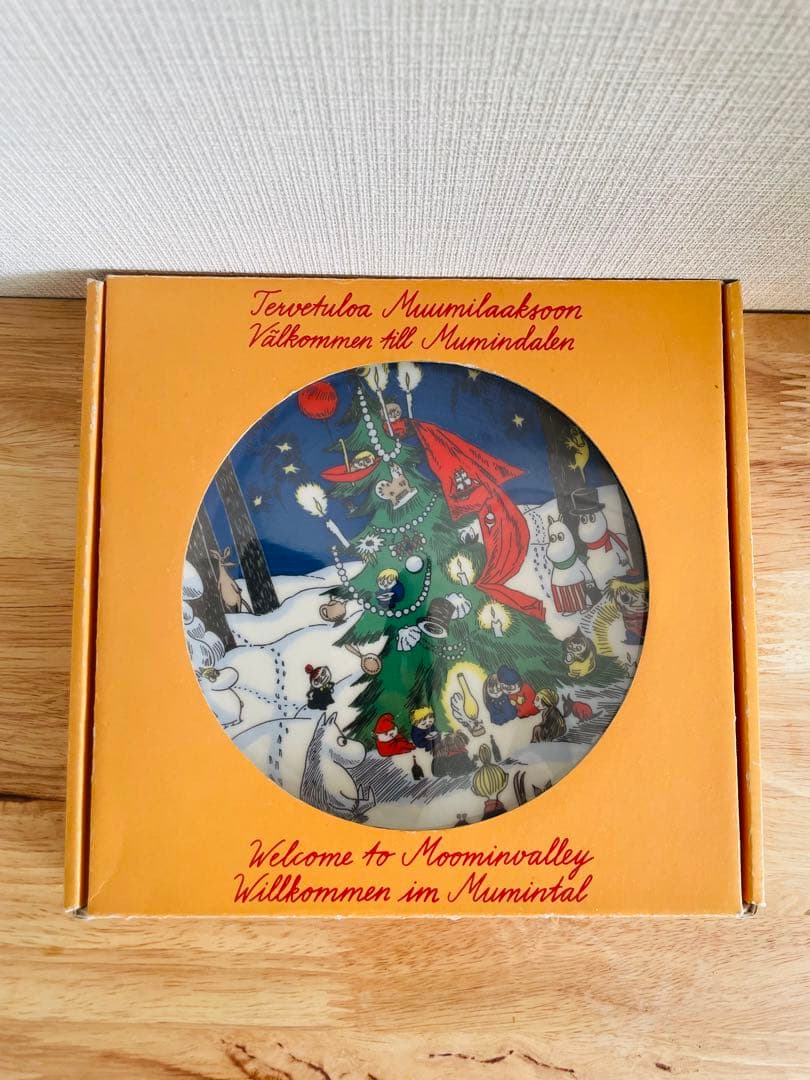 Tervetuloa Muumilaaksoon
Välkommen till Mumindalen
Welcome to Moominvalley
Willkommen im Mumintal